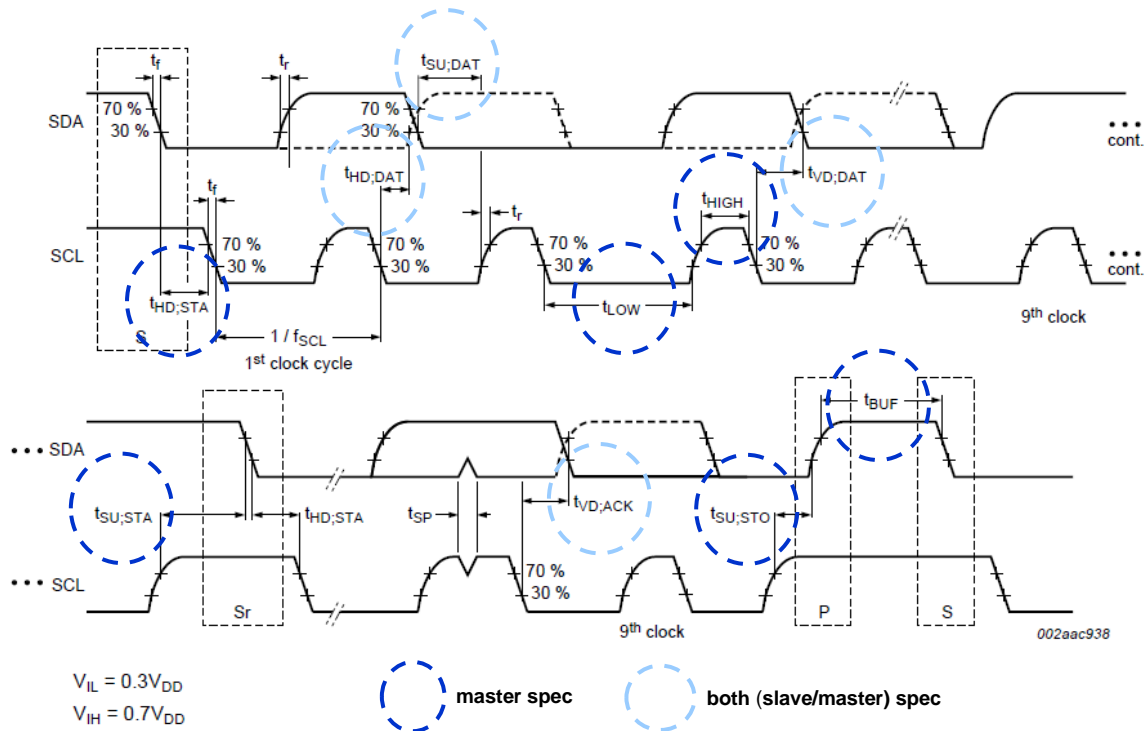 t_f t_r t_SU;DAT
SDA 70 % 30 % 70 % 30 % cont.
t_HD;DAT t_VD;DAT
t_f t_r t_HIGH
SCL 70 % 30 % 70 % 30 % 70 % 30 % 70 % 30 % cont.
t_HD;STA t_LOW
S 1 / f_SCL 9th clock
1st clock cycle
t_BUF
SDA
t_SU;STA t_HD;STA t_SP t_VD;ACK t_SU;STO
SCL 70 % 30 %
Sr 9th clock P S
002aac938
V_IL = 0.3V_DD
V_IH = 0.7V_DD
master spec
both (slave/master) spec